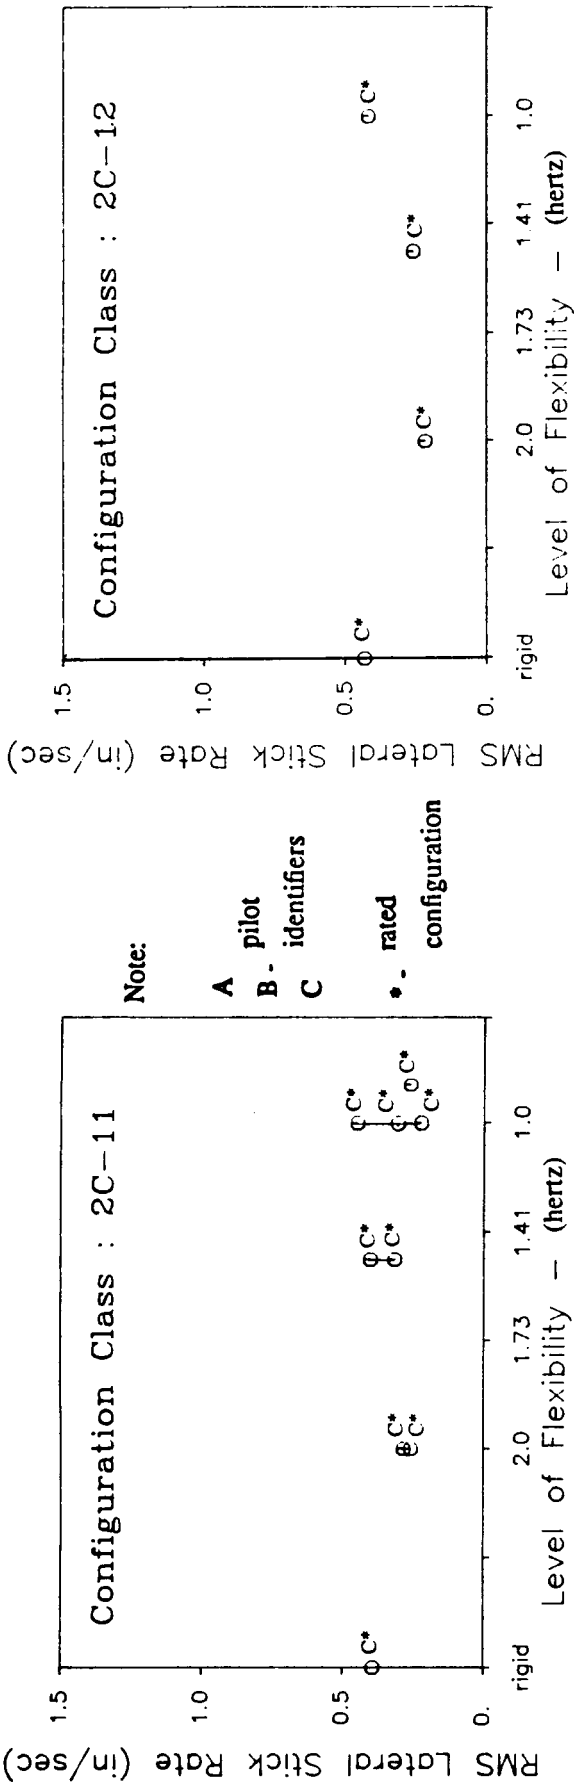 Configuration Class : 2C-11
RMS Lateral Stick Rate (in/sec)
1.5
1.0
0.5
0.
C*
C*
C*
C*
C*
C*
C*
C*
C*
rigid
2.0
1.73
1.41
1.0
Level of Flexibility - (hertz)
Note:
A
pilot
B -
identifiers
C
* - rated
configuration
Configuration Class : 2C-12
RMS Lateral Stick Rate (in/sec)
1.5
1.0
0.5
0.
C*
C*
C*
C*
rigid
2.0
1.73
1.41
1.0
Level of Flexibility - (hertz)